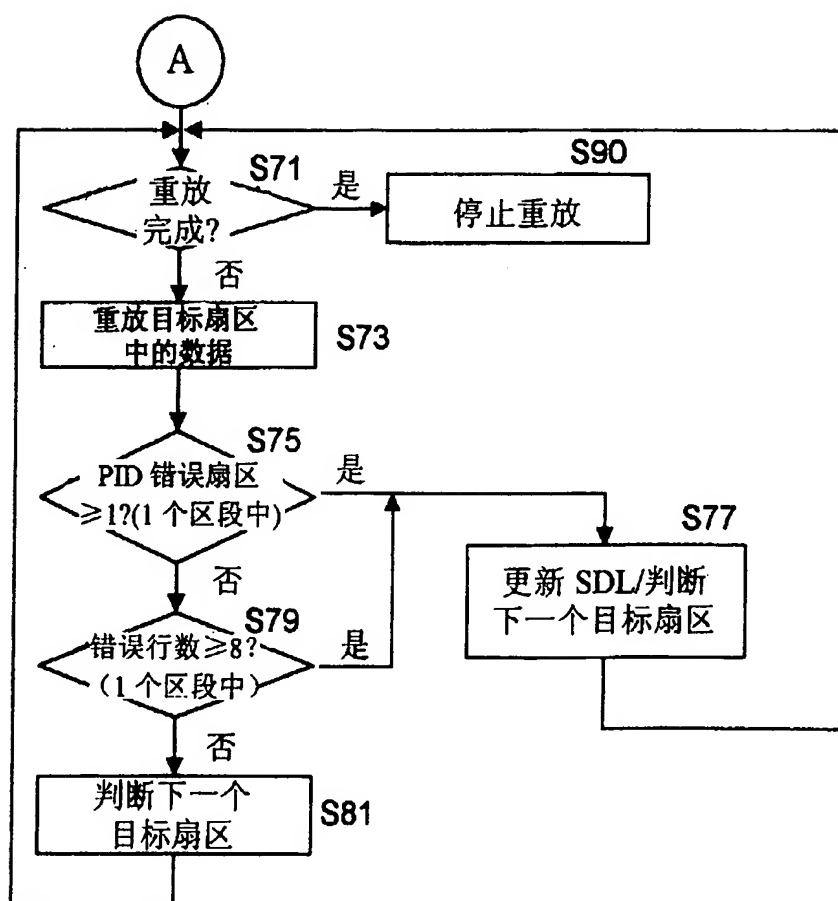 A
S71
重放
完成?
是
S90
停止重放
否
重放目标扇区
中的数据
S73
S75
PID 错误扇区
≥1?(1 个区段中)
是
S77
更新 SDL/判断
下一个目标扇区
否
S79
错误行数≥8?
(1 个区段中)
是
否
判断下一个
目标扇区
S81